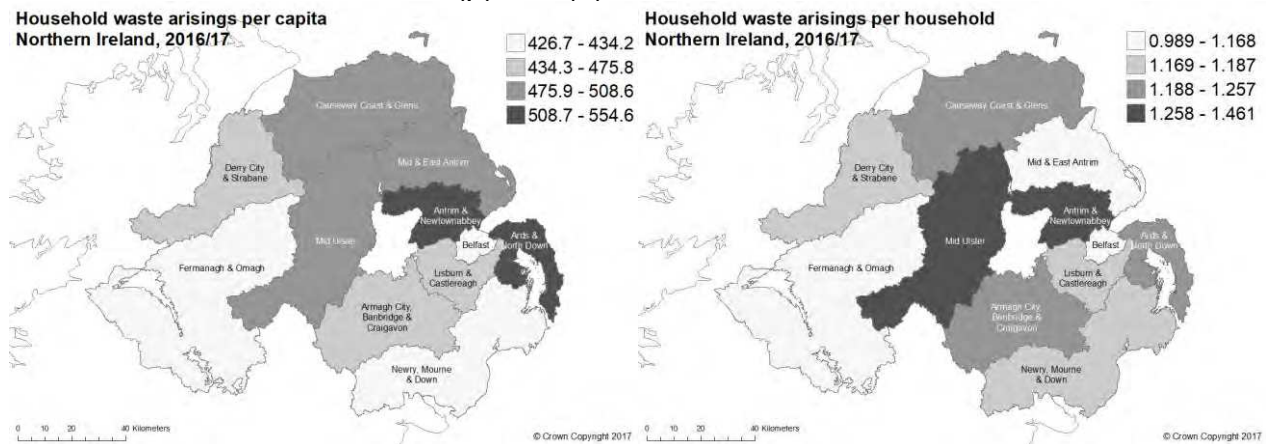 Household waste arisings per capita
Northern Ireland, 2016/17
426.7 - 434.2
434.3 - 475.8
475.9 - 508.6
508.7 - 554.6
Causeway Coast & Glens
Derry City
& Strabane
Mid & East Antrim
Antrim &
Newtownabbey
Mid Ulster
Belfast
Ards &
North Down
Fermanagh & Omagh
Lisburn &
Castlereagh
Armagh City,
Banbridge &
Craigavon
Newry, Mourne
& Down
0 10 20 40 Kilometers
© Crown Copyright 2017
Household waste arisings per household
Northern Ireland, 2016/17
0.989 - 1.168
1.169 - 1.187
1.188 - 1.257
1.258 - 1.461
Causeway Coast & Glens
Derry City
& Strabane
Mid & East Antrim
Antrim &
Newtownabbey
Mid Ulster
Belfast
Ards &
North Down
Fermanagh & Omagh
Lisburn &
Castlereagh
Armagh City,
Banbridge &
Craigavon
Newry, Mourne
& Down
0 10 20 40 Kilometers
© Crown Copyright 2017